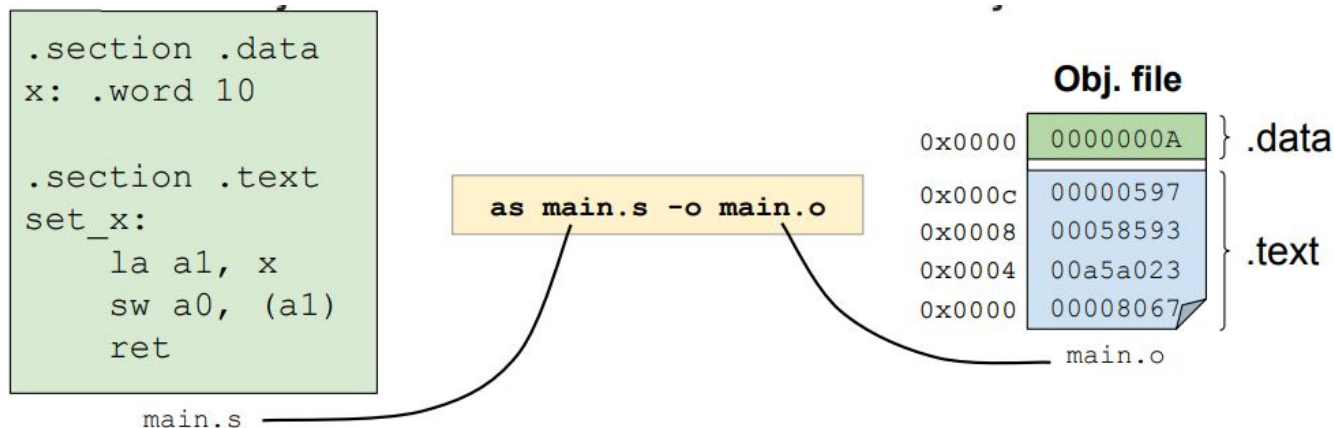 .section .data
x: .word 10
.section .text
set_x:
la a1, x
sw a0, (a1)
ret
main.s
as main.s -o main.o
Obj. file
0x0000 0000000A .data
0x000c 00000597
0x0008 00058593
.text
0x0004 00a5a023
0x0000 00008067
main.o